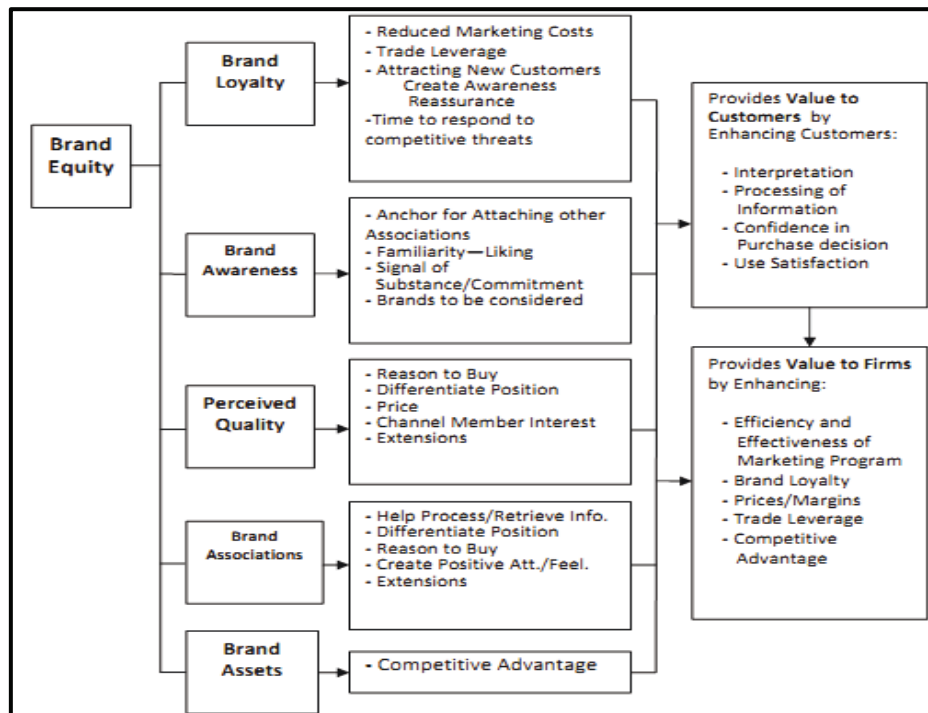 Brand
Equity
Brand
Loyalty
- Reduced Marketing Costs
- Trade Leverage
- Attracting New Customers
Create Awareness
Reassurance
-Time to respond to
competitive threats
Brand
Awareness
- Anchor for Attaching other
Associations
- Familiarity—Liking
- Signal of
Substance/Commitment
- Brands to be considered
Perceived
Quality
- Reason to Buy
- Differentiate Position
- Price
- Channel Member Interest
- Extensions
Brand
Associations
- Help Process/Retrieve Info.
- Differentiate Position
- Reason to Buy
- Create Positive Att./Feel.
- Extensions
Brand
Assets
- Competitive Advantage
Provides Value to
Customers by
Enhancing Customers:
- Interpretation
- Processing of
Information
- Confidence in
Purchase decision
- Use Satisfaction
Provides Value to Firms
by Enhancing:
- Efficiency and
Effectiveness of
Marketing Program
- Brand Loyalty
- Prices/Margins
- Trade Leverage
- Competitive
Advantage